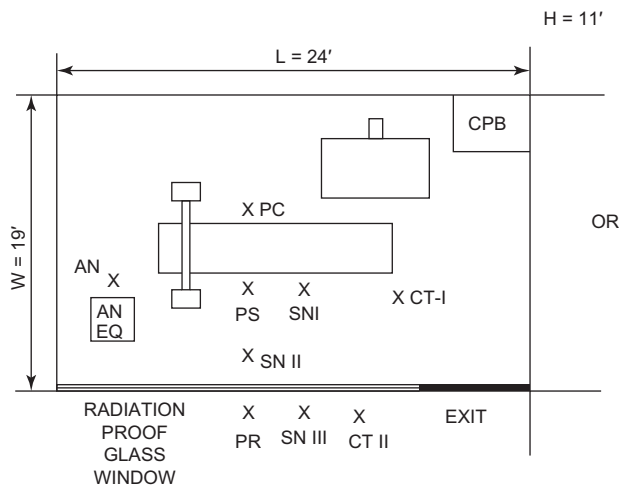 H = 11′
L = 24′
CPB
W = 19′
X PC
OR
AN
X
X
X
X CT-I
AN
EQ
PS
SNI
X SN II
RADIATION
PROOF
GLASS
WINDOW
X
X
X
PR
SN III
CT II
EXIT